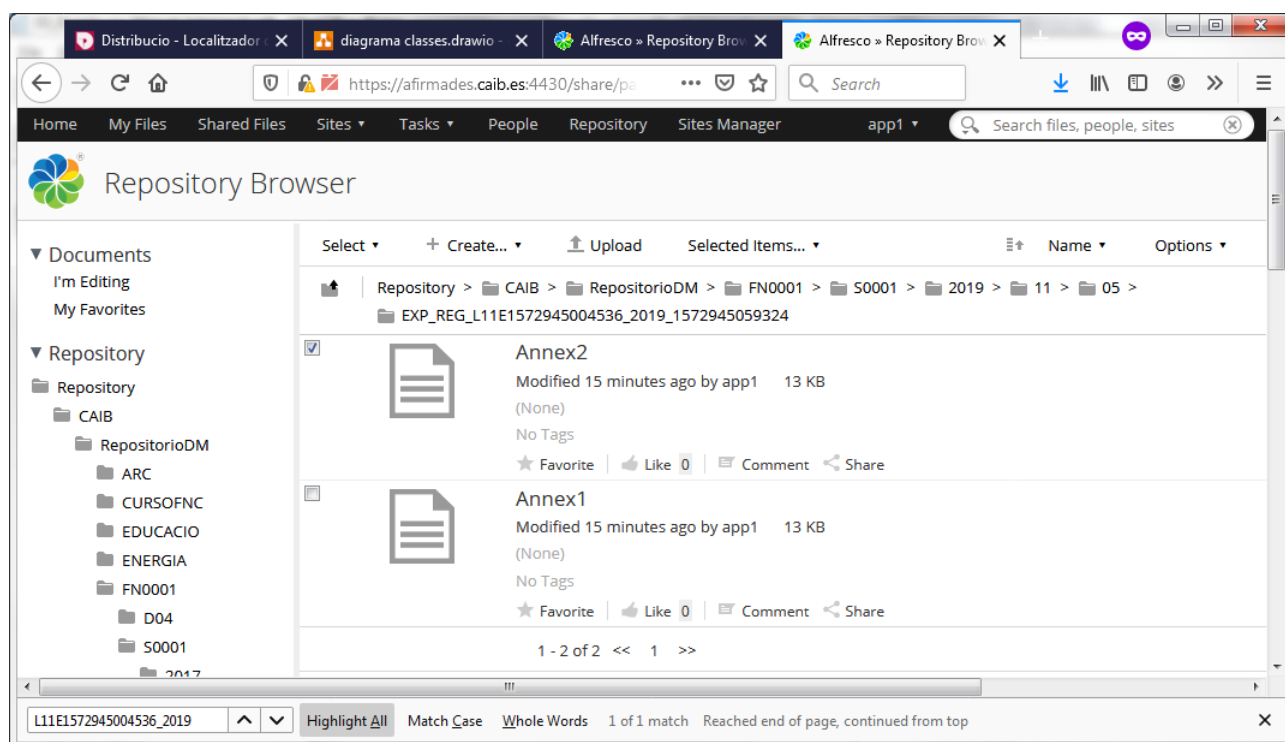 Distribucio - Localitzador
diagrama classes.drawio -
Alfresco » Repository Brow
Alfresco » Repository Brow
https://afirmades.caib.es:4430/share/pa
Search
Home My Files Shared Files Sites Tasks People Repository Sites Manager app1 Search files, people, sites
Repository Browser
Documents
I'm Editing
My Favorites
Repository
Repository
CAIB
RepositorioDM
ARC
CURSOFNC
EDUCACIO
ENERGIA
FN0001
D04
S0001
2017
Select + Create... Upload Selected Items... Name Options
Repository > CAIB > RepositorioDM > FN0001 > S0001 > 2019 > 11 > 05 >
EXP_REG_L11E1572945004536_2019_1572945059324
Annex2
Modified 15 minutes ago by app1 13 KB
(None)
No Tags
Favorite Like 0 Comment Share
Annex1
Modified 15 minutes ago by app1 13 KB
(None)
No Tags
Favorite Like 0 Comment Share
1 - 2 of 2 << 1 >>
L11E1572945004536_2019 Highlight All Match Case Whole Words 1 of 1 match Reached end of page, continued from top